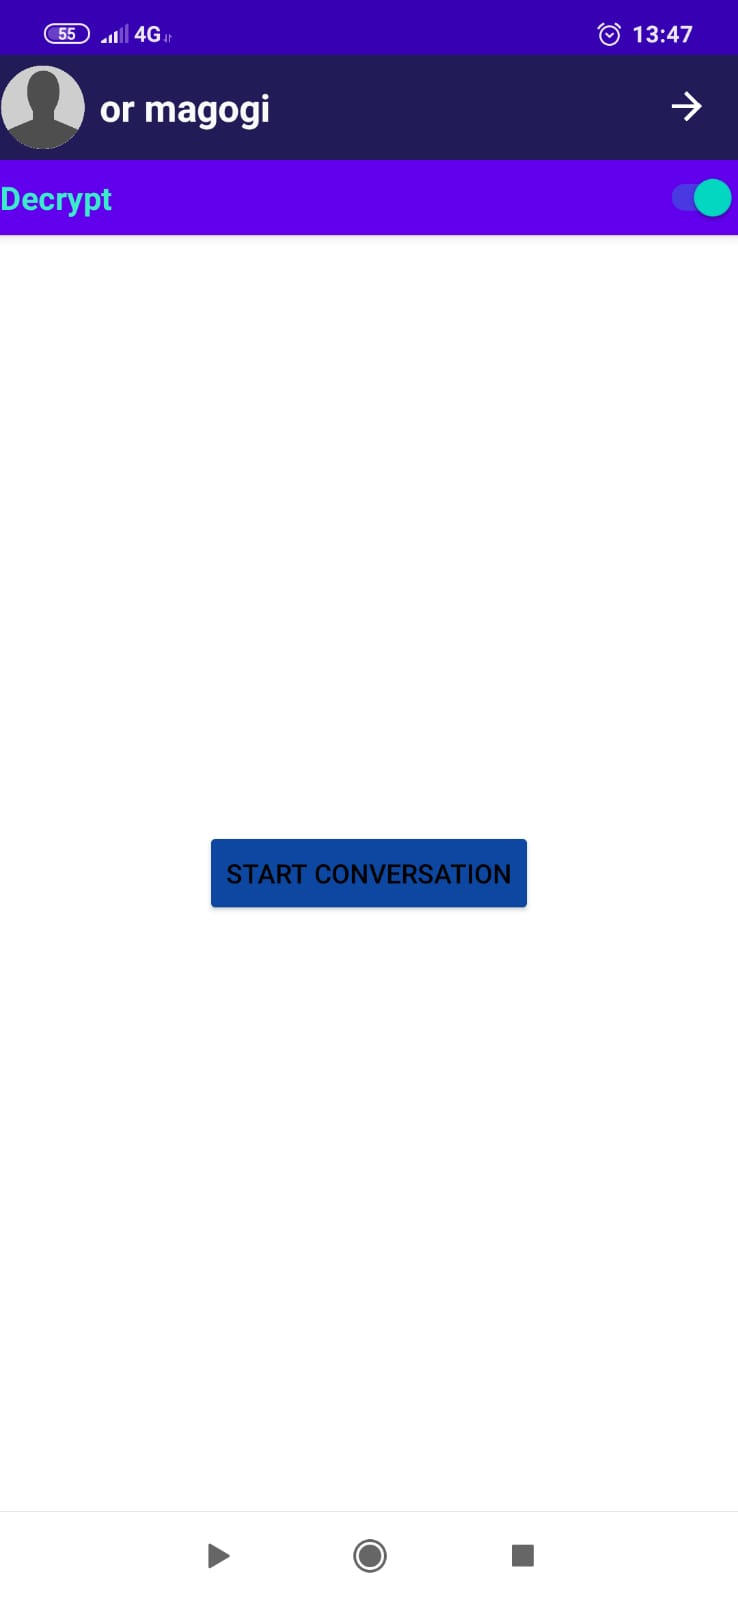 55 4G 13:47
or magogi
Decrypt
START CONVERSATION